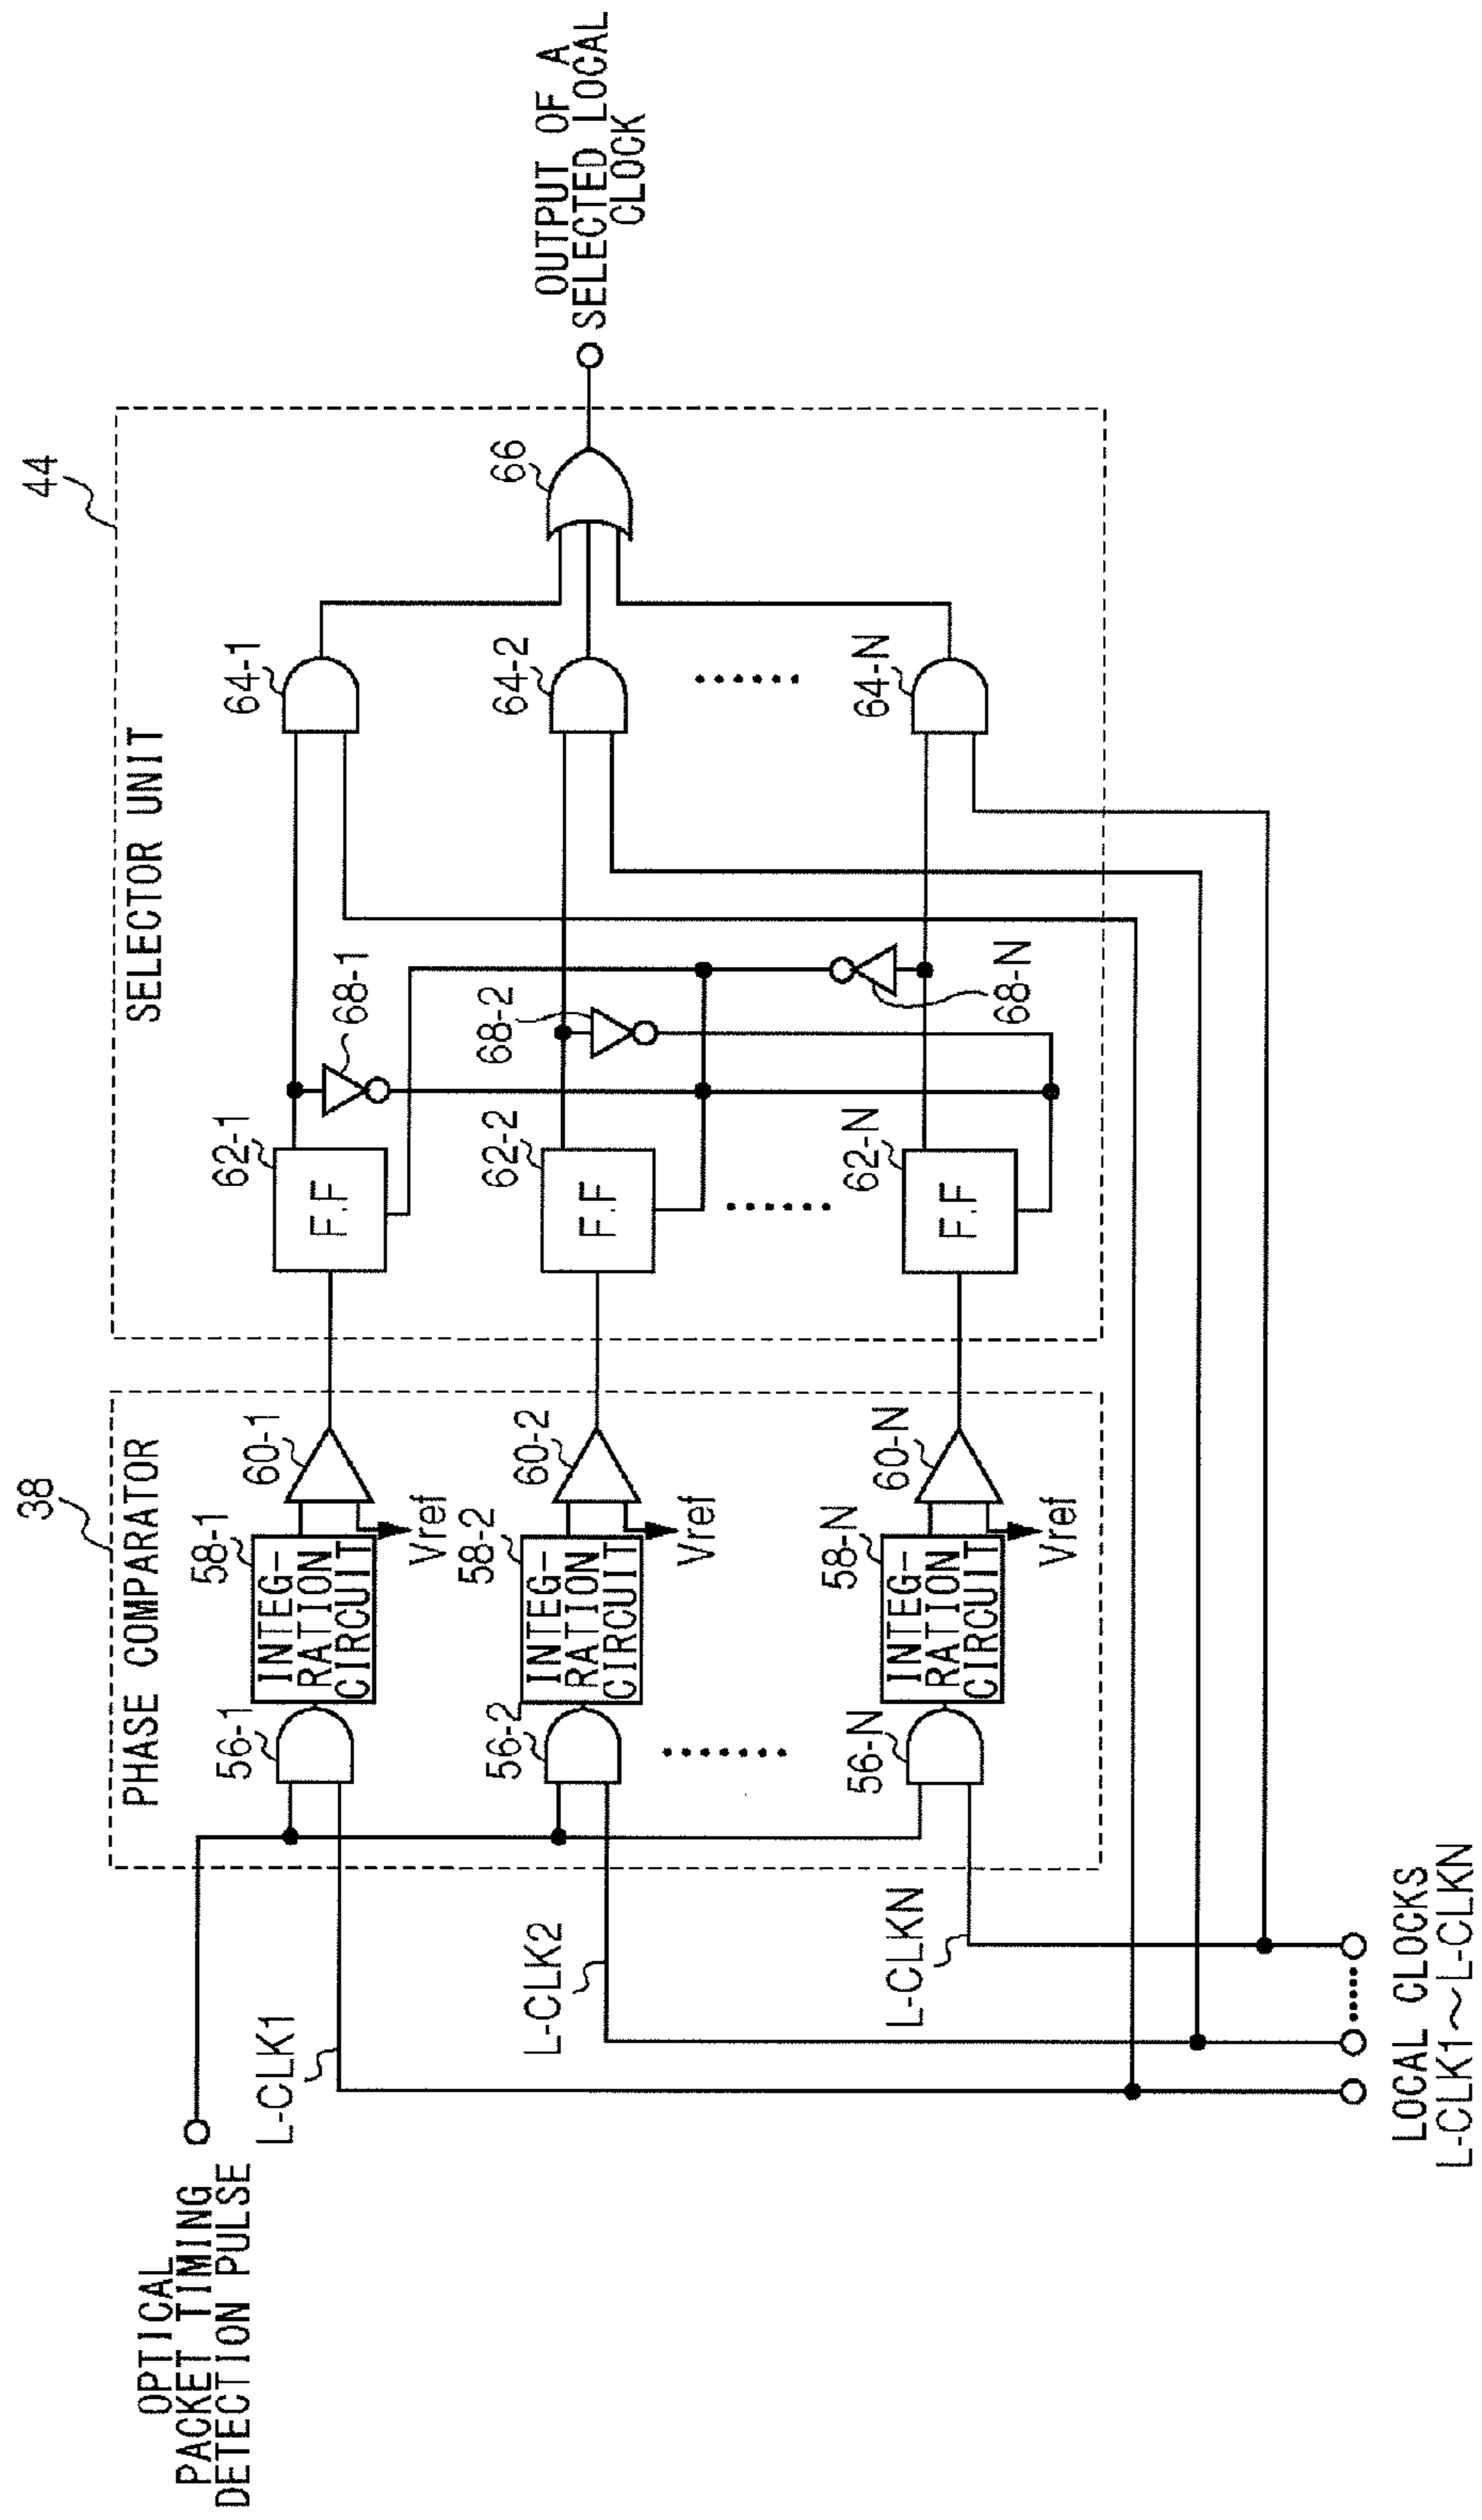 38
PHASE COMPARATOR
44
SELECTOR UNIT
OPTICAL
PACKET TIMING
DETECTION PULSE
56-1
58-1
INTEG-
RATION
CIRCUIT
60-1
Vref
62-1
F.F
68-1
64-1
L-CLK1
56-2
58-2
INTEG-
RATION
CIRCUIT
60-2
Vref
62-2
F.F
68-2
64-2
66
OUTPUT OF A
SELECTED LOCAL
CLOCK
L-CLK2
56-N
58-N
INTEG-
RATION
CIRCUIT
60-N
Vref
62-N
F.F
68-N
64-N
L-CLKN
LOCAL CLOCKS
L-CLK1～L-CLKN